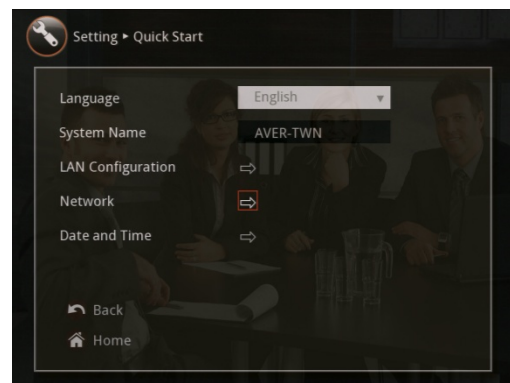 Setting ▸ Quick Start
Language English
System Name AVER-TWN
LAN Configuration
Network
Date and Time
Back
Home